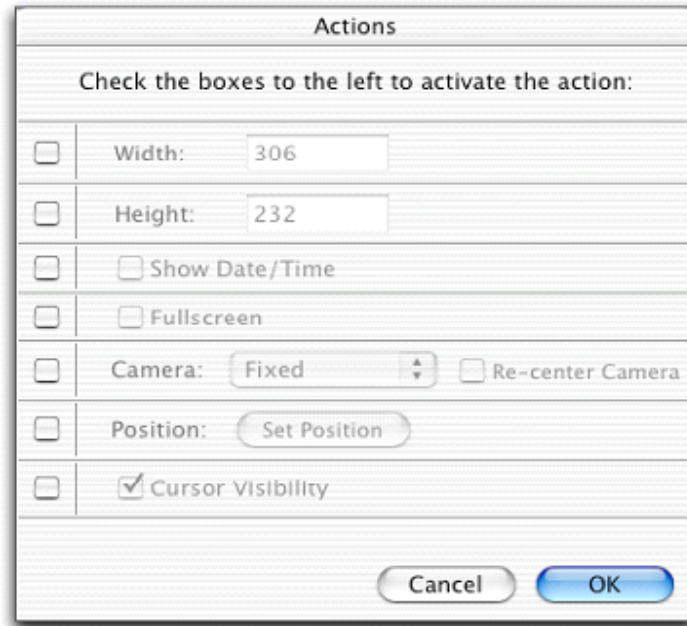 Actions
Check the boxes to the left to activate the action:
Width: 306
Height: 232
Show Date/Time
Fullscreen
Camera: Fixed Re-center Camera
Position: Set Position
Cursor Visibility
Cancel OK